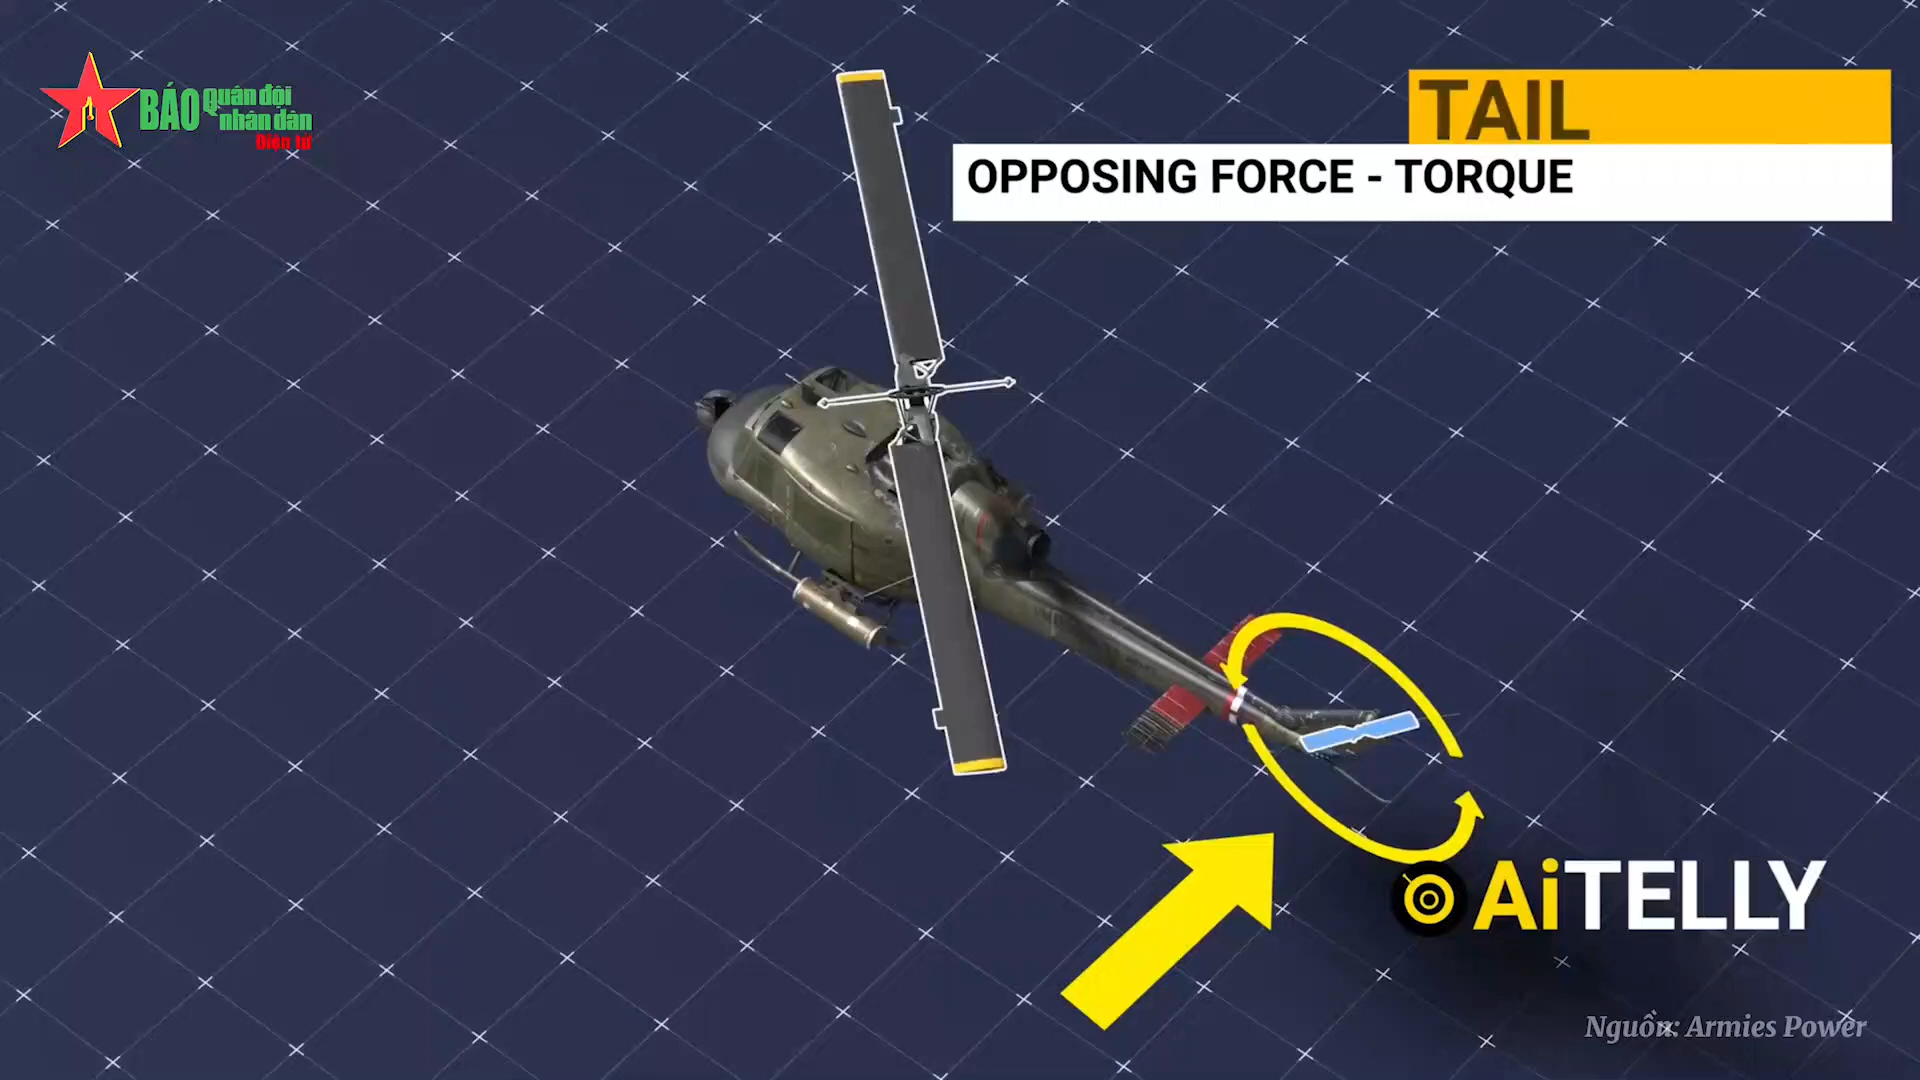 BÁO Quân đội
nhân dân
Điện tử
TAIL
OPPOSING FORCE - TORQUE
AiTELLY
Nguồn: Armies Power